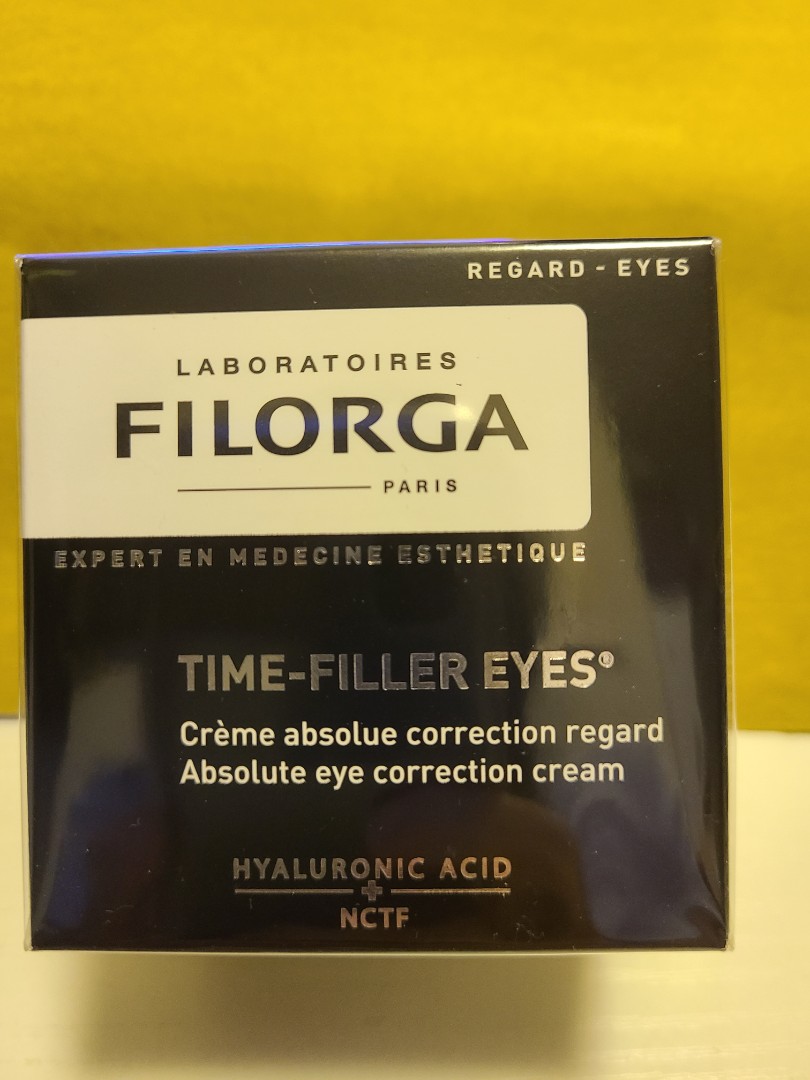 REGARD - EYES
LABORATOIRES
FILORGA
PARIS
EXPERT EN MEDECINE ESTHETIQUE
TIME-FILLER EYES®
Crème absolue correction regard
Absolute eye correction cream
HYALURONIC ACID
+
NCTF